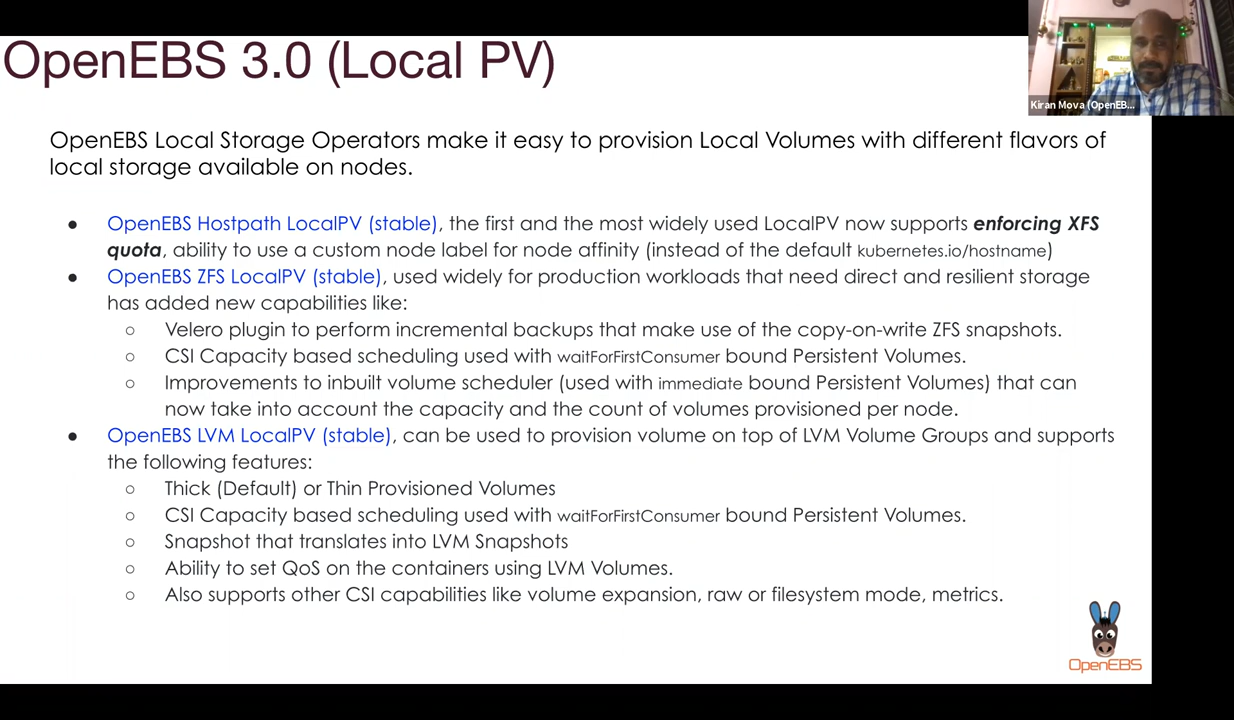 OpenEBS 3.0 (Local PV)
Kiran Mova (OpenEB...
OpenEBS Local Storage Operators make it easy to provision Local Volumes with different flavors of
local storage available on nodes.
● OpenEBS Hostpath LocalPV (stable), the first and the most widely used LocalPV now supports enforcing XFS
quota, ability to use a custom node label for node affinity (instead of the default kubernetes.io/hostname)
● OpenEBS ZFS LocalPV (stable), used widely for production workloads that need direct and resilient storage
has added new capabilities like:
○ Velero plugin to perform incremental backups that make use of the copy-on-write ZFS snapshots.
○ CSI Capacity based scheduling used with waitForFirstConsumer bound Persistent Volumes.
○ Improvements to inbuilt volume scheduler (used with immediate bound Persistent Volumes) that can
now take into account the capacity and the count of volumes provisioned per node.
● OpenEBS LVM LocalPV (stable), can be used to provision volume on top of LVM Volume Groups and supports
the following features:
○ Thick (Default) or Thin Provisioned Volumes
○ CSI Capacity based scheduling used with waitForFirstConsumer bound Persistent Volumes.
○ Snapshot that translates into LVM Snapshots
○ Ability to set QoS on the containers using LVM Volumes.
○ Also supports other CSI capabilities like volume expansion, raw or filesystem mode, metrics.
OpenEBS